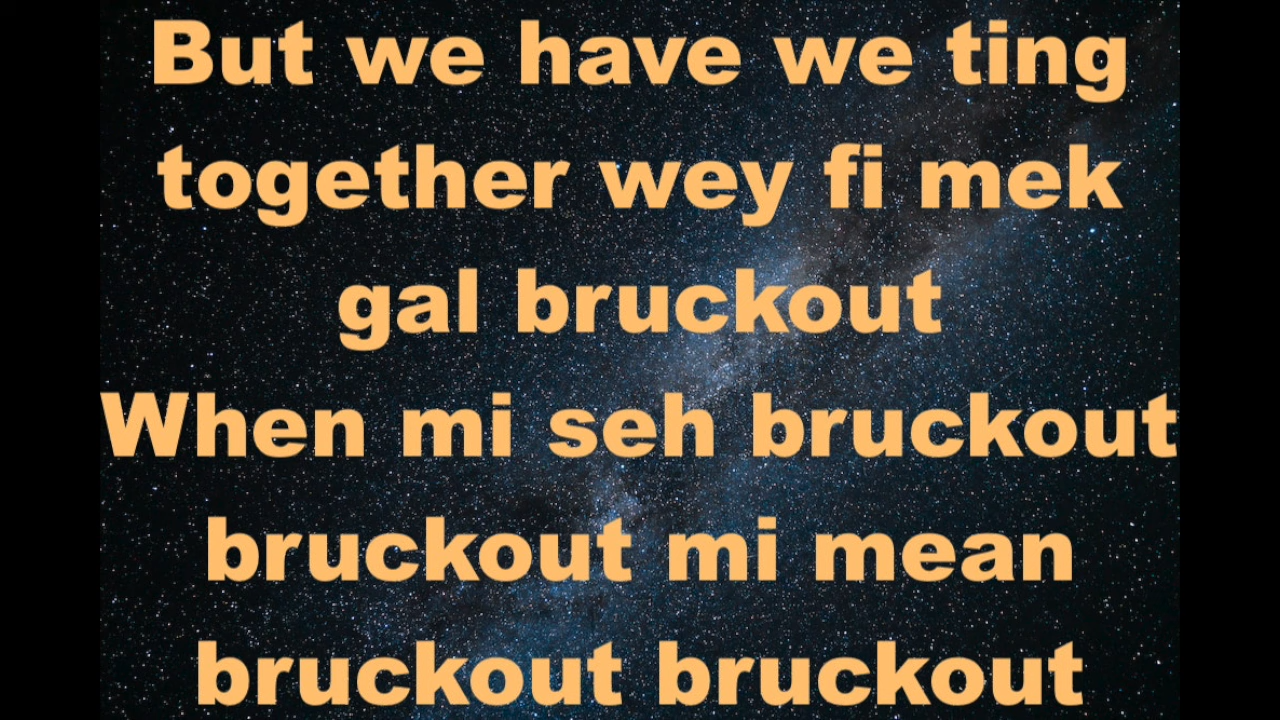 But we have we ting
together wey fi mek
gal bruckout
When mi seh bruckout
bruckout mi mean
bruckout bruckout